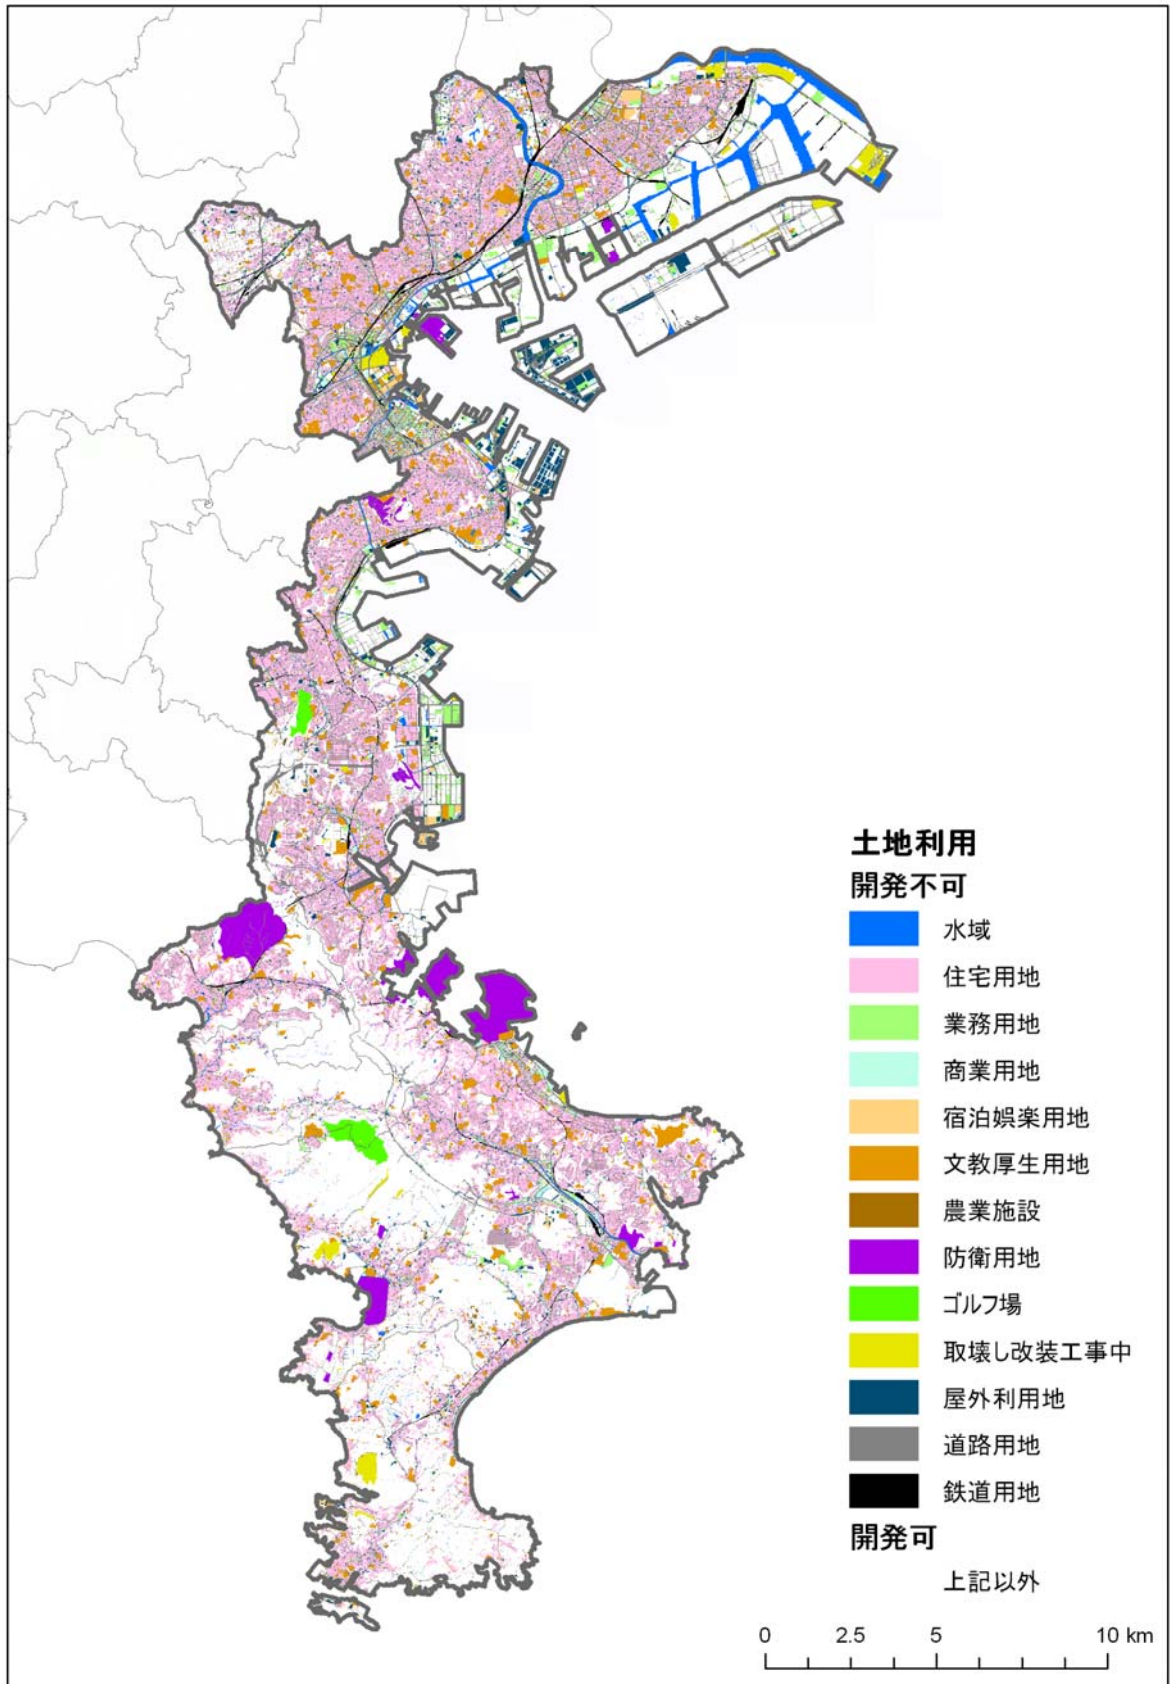 土地利用
開発不可
水域
住宅用地
業務用地
商業用地
宿泊娯楽用地
文教厚生用地
農業施設
防衛用地
ゴルフ場
取壊し改装工事中
屋外利用地
道路用地
鉄道用地
開発可
上記以外
0 2.5 5 10 km